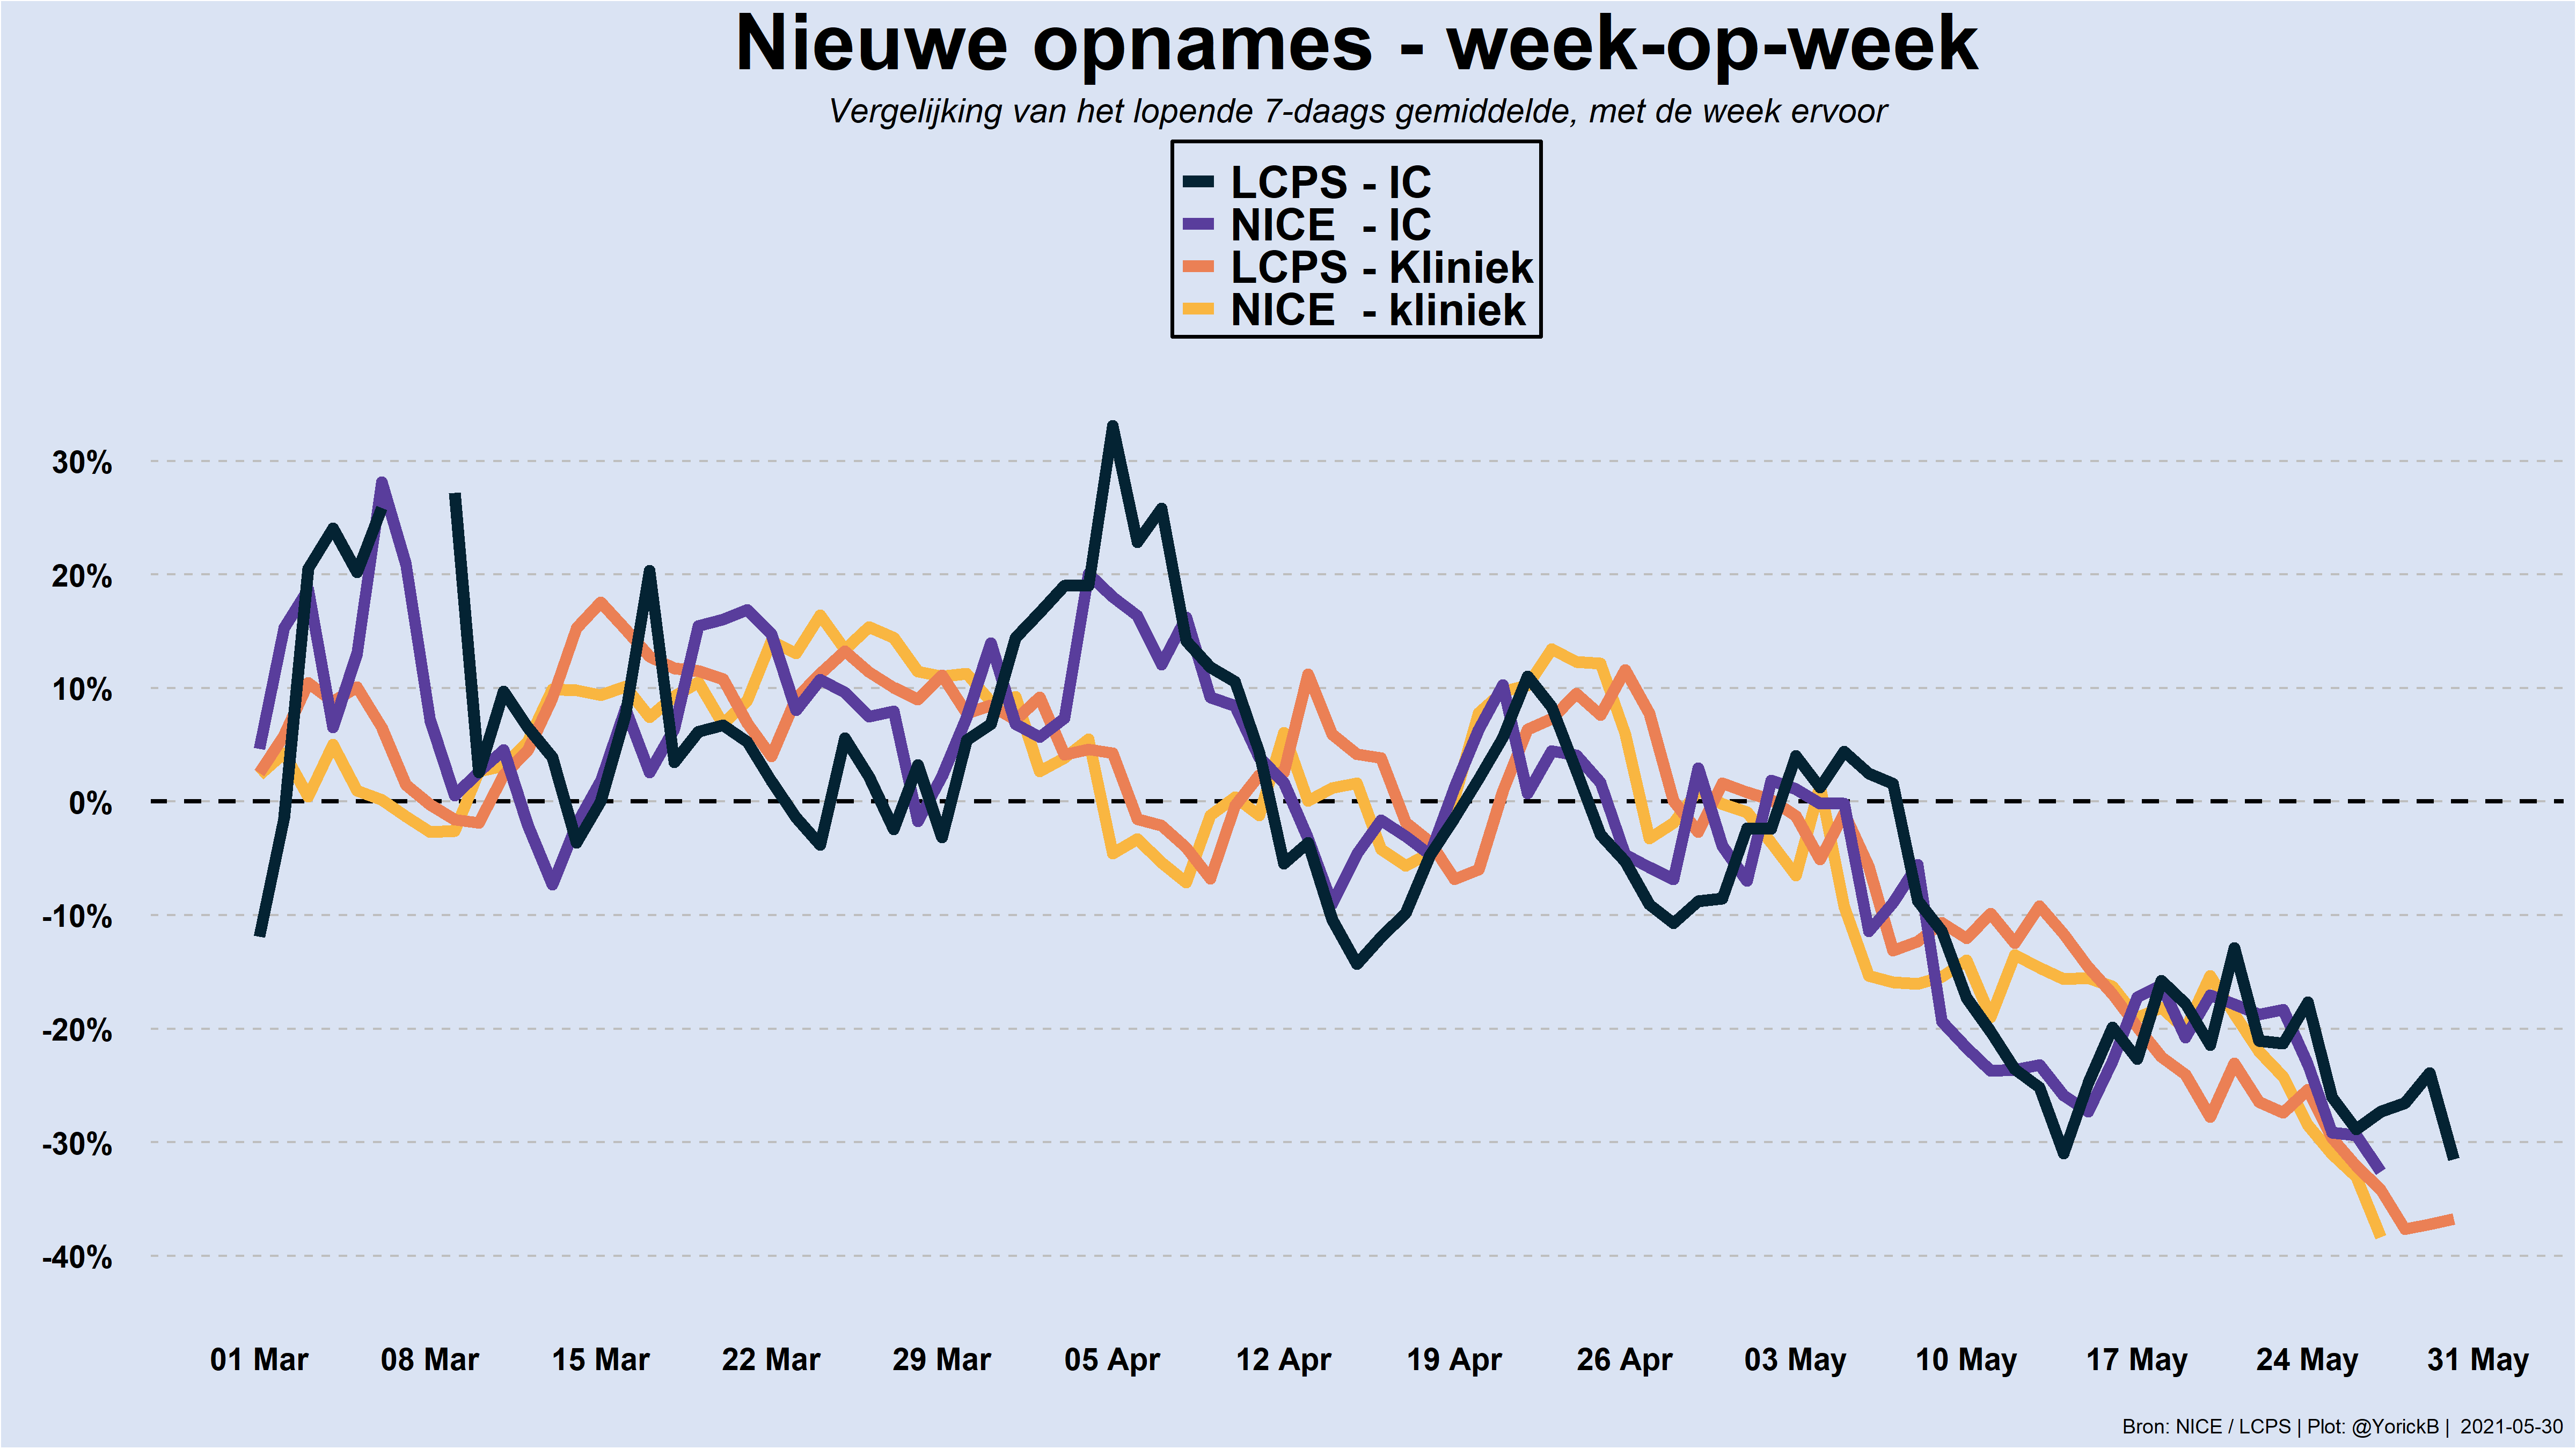 Nieuwe opnames - week-op-week
Vergelijking van het lopende 7-daags gemiddelde, met de week ervoor
LCPS - IC
NICE - IC
LCPS - Kliniek
NICE - kliniek
30%
20%
10%
0%
-10%
-20%
-30%
-40%
01 Mar 08 Mar 15 Mar 22 Mar 29 Mar 05 Apr 12 Apr 19 Apr 26 Apr 03 May 10 May 17 May 24 May 31 May
Bron: NICE / LCPS | Plot: @YorickB | 2021-05-30